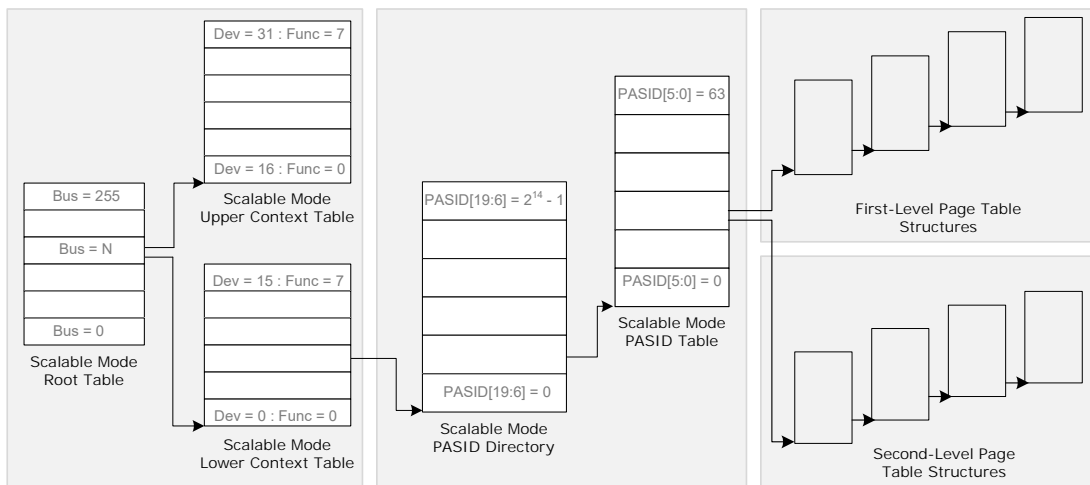 Dev = 31 : Func = 7
Dev = 16 : Func = 0
Scalable Mode
Upper Context Table
Bus = 255
Bus = N
Bus = 0
Scalable Mode
Root Table
Dev = 15 : Func = 7
Dev = 0 : Func = 0
Scalable Mode
Lower Context Table
PASID[19:6] = 2¹⁴ - 1
PASID[19:6] = 0
Scalable Mode
PASID Directory
PASID[5:0] = 63
PASID[5:0] = 0
Scalable Mode
PASID Table
First-Level Page Table
Structures
Second-Level Page
Table Structures